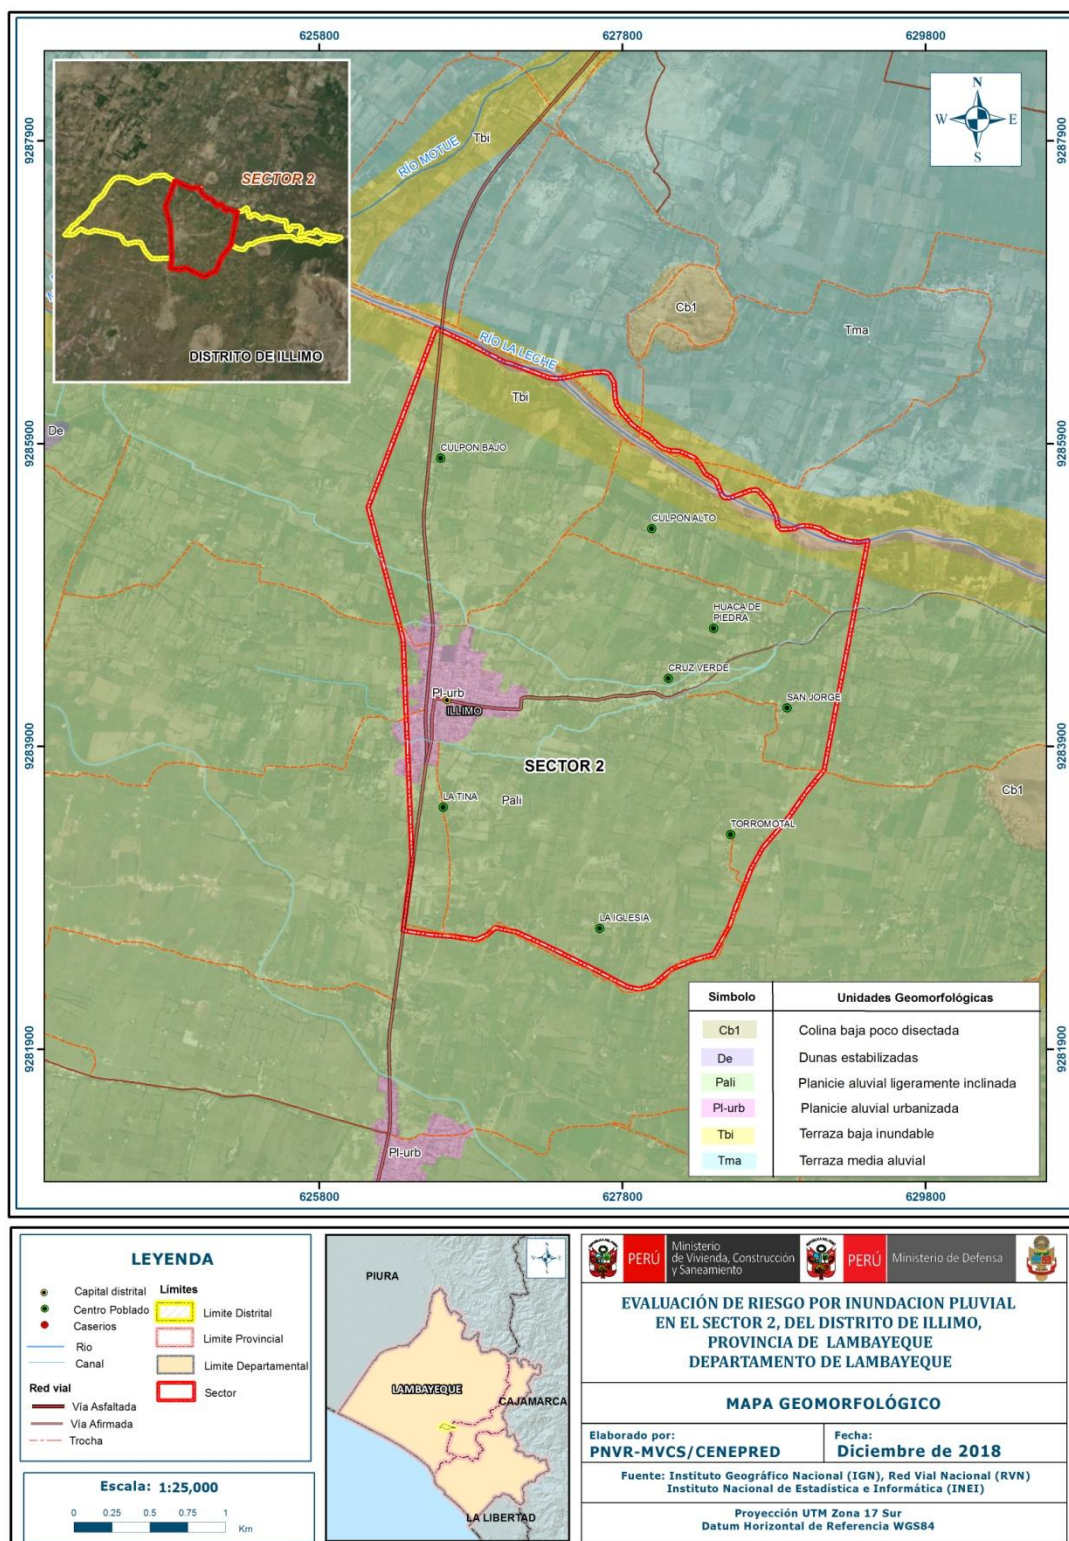 625800
627800
629800
9287900
9285900
9283900
9281900
9287900
9285900
9283900
9281900
625800
627800
629800
N
W
E
S
SECTOR 2
DISTRITO DE ILLIMO
RÍO MOTUE
Tbi
Cb1
Tma
RÍO LA LECHE
Tbi
De
CULPON BAJO
CULPON ALTO
HUACA DE
PIEDRA
CRUZ VERDE
SAN JORGE
Pl-urb
ILLIMO
SECTOR 2
Cb1
LA TINA
Pali
TORROMOTAL
LA IGLESIA
Pl-urb
Símbolo
Unidades Geomorfológicas
Cb1
Colina baja poco disectada
De
Dunas estabilizadas
Pali
Planicie aluvial ligeramente inclinada
Pl-urb
Planicie aluvial urbanizada
Tbi
Terraza baja inundable
Tma
Terraza media aluvial
LEYENDA
Capital distrital
Centro Poblado
Caserios
Rio
Canal
Red vial
Vía Asfaltada
Vía Afirmada
Trocha
Límites
Limite Distrital
Limite Provincial
Limite Departamental
Sector
Escala: 1:25,000
0 0.25 0.5 0.75 1
Km
PIURA
LAMBAYEQUE
CAJAMARCA
LA LIBERTAD
PERÚ
Ministerio
de Vivienda, Construcción
y Saneamiento
PERÚ
Ministerio de Defensa
EVALUACIÓN DE RIESGO POR INUNDACION PLUVIAL
EN EL SECTOR 2, DEL DISTRITO DE ILLIMO,
PROVINCIA DE LAMBAYEQUE
DEPARTAMENTO DE LAMBAYEQUE
MAPA GEOMORFOLÓGICO
Elaborado por:
PNVR-MVCS/CENEPRED
Fecha:
Diciembre de 2018
Fuente: Instituto Geográfico Nacional (IGN), Red Vial Nacional (RVN)
Instituto Nacional de Estadística e Informática (INEI)
Proyección UTM Zona 17 Sur
Datum Horizontal de Referencia WGS84